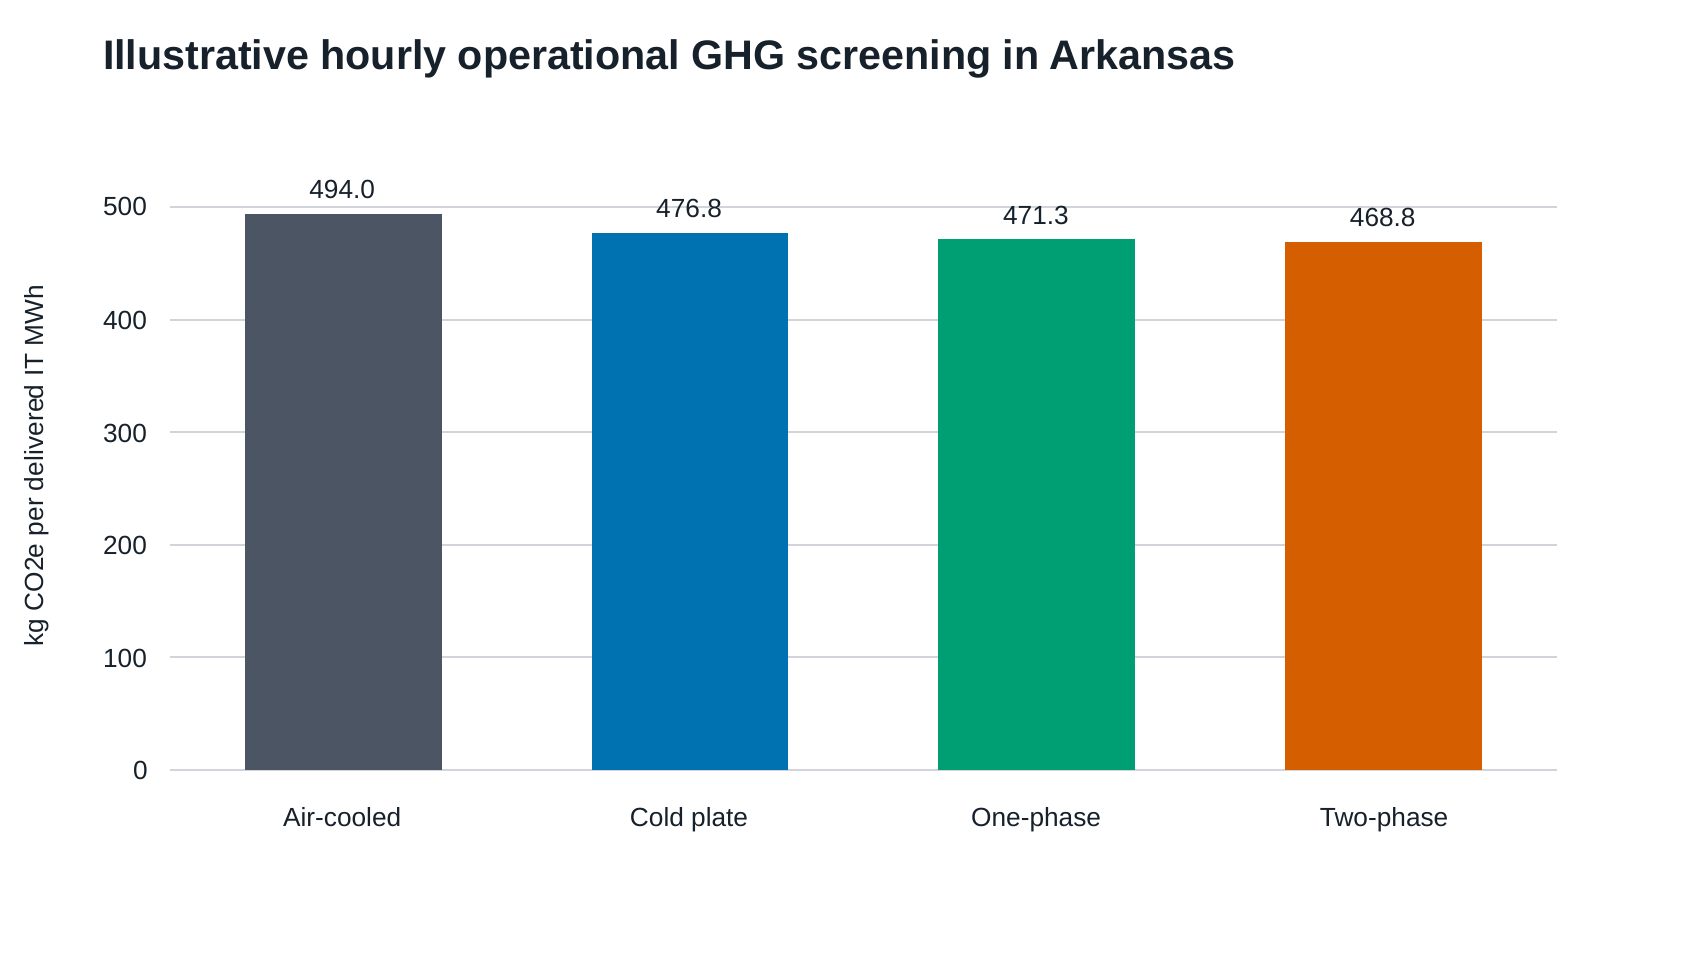 Illustrative hourly operational GHG screening in Arkansas
kg CO2e per delivered IT MWh
500
400
300
200
100
0
494.0
476.8
471.3
468.8
Air-cooled
Cold plate
One-phase
Two-phase